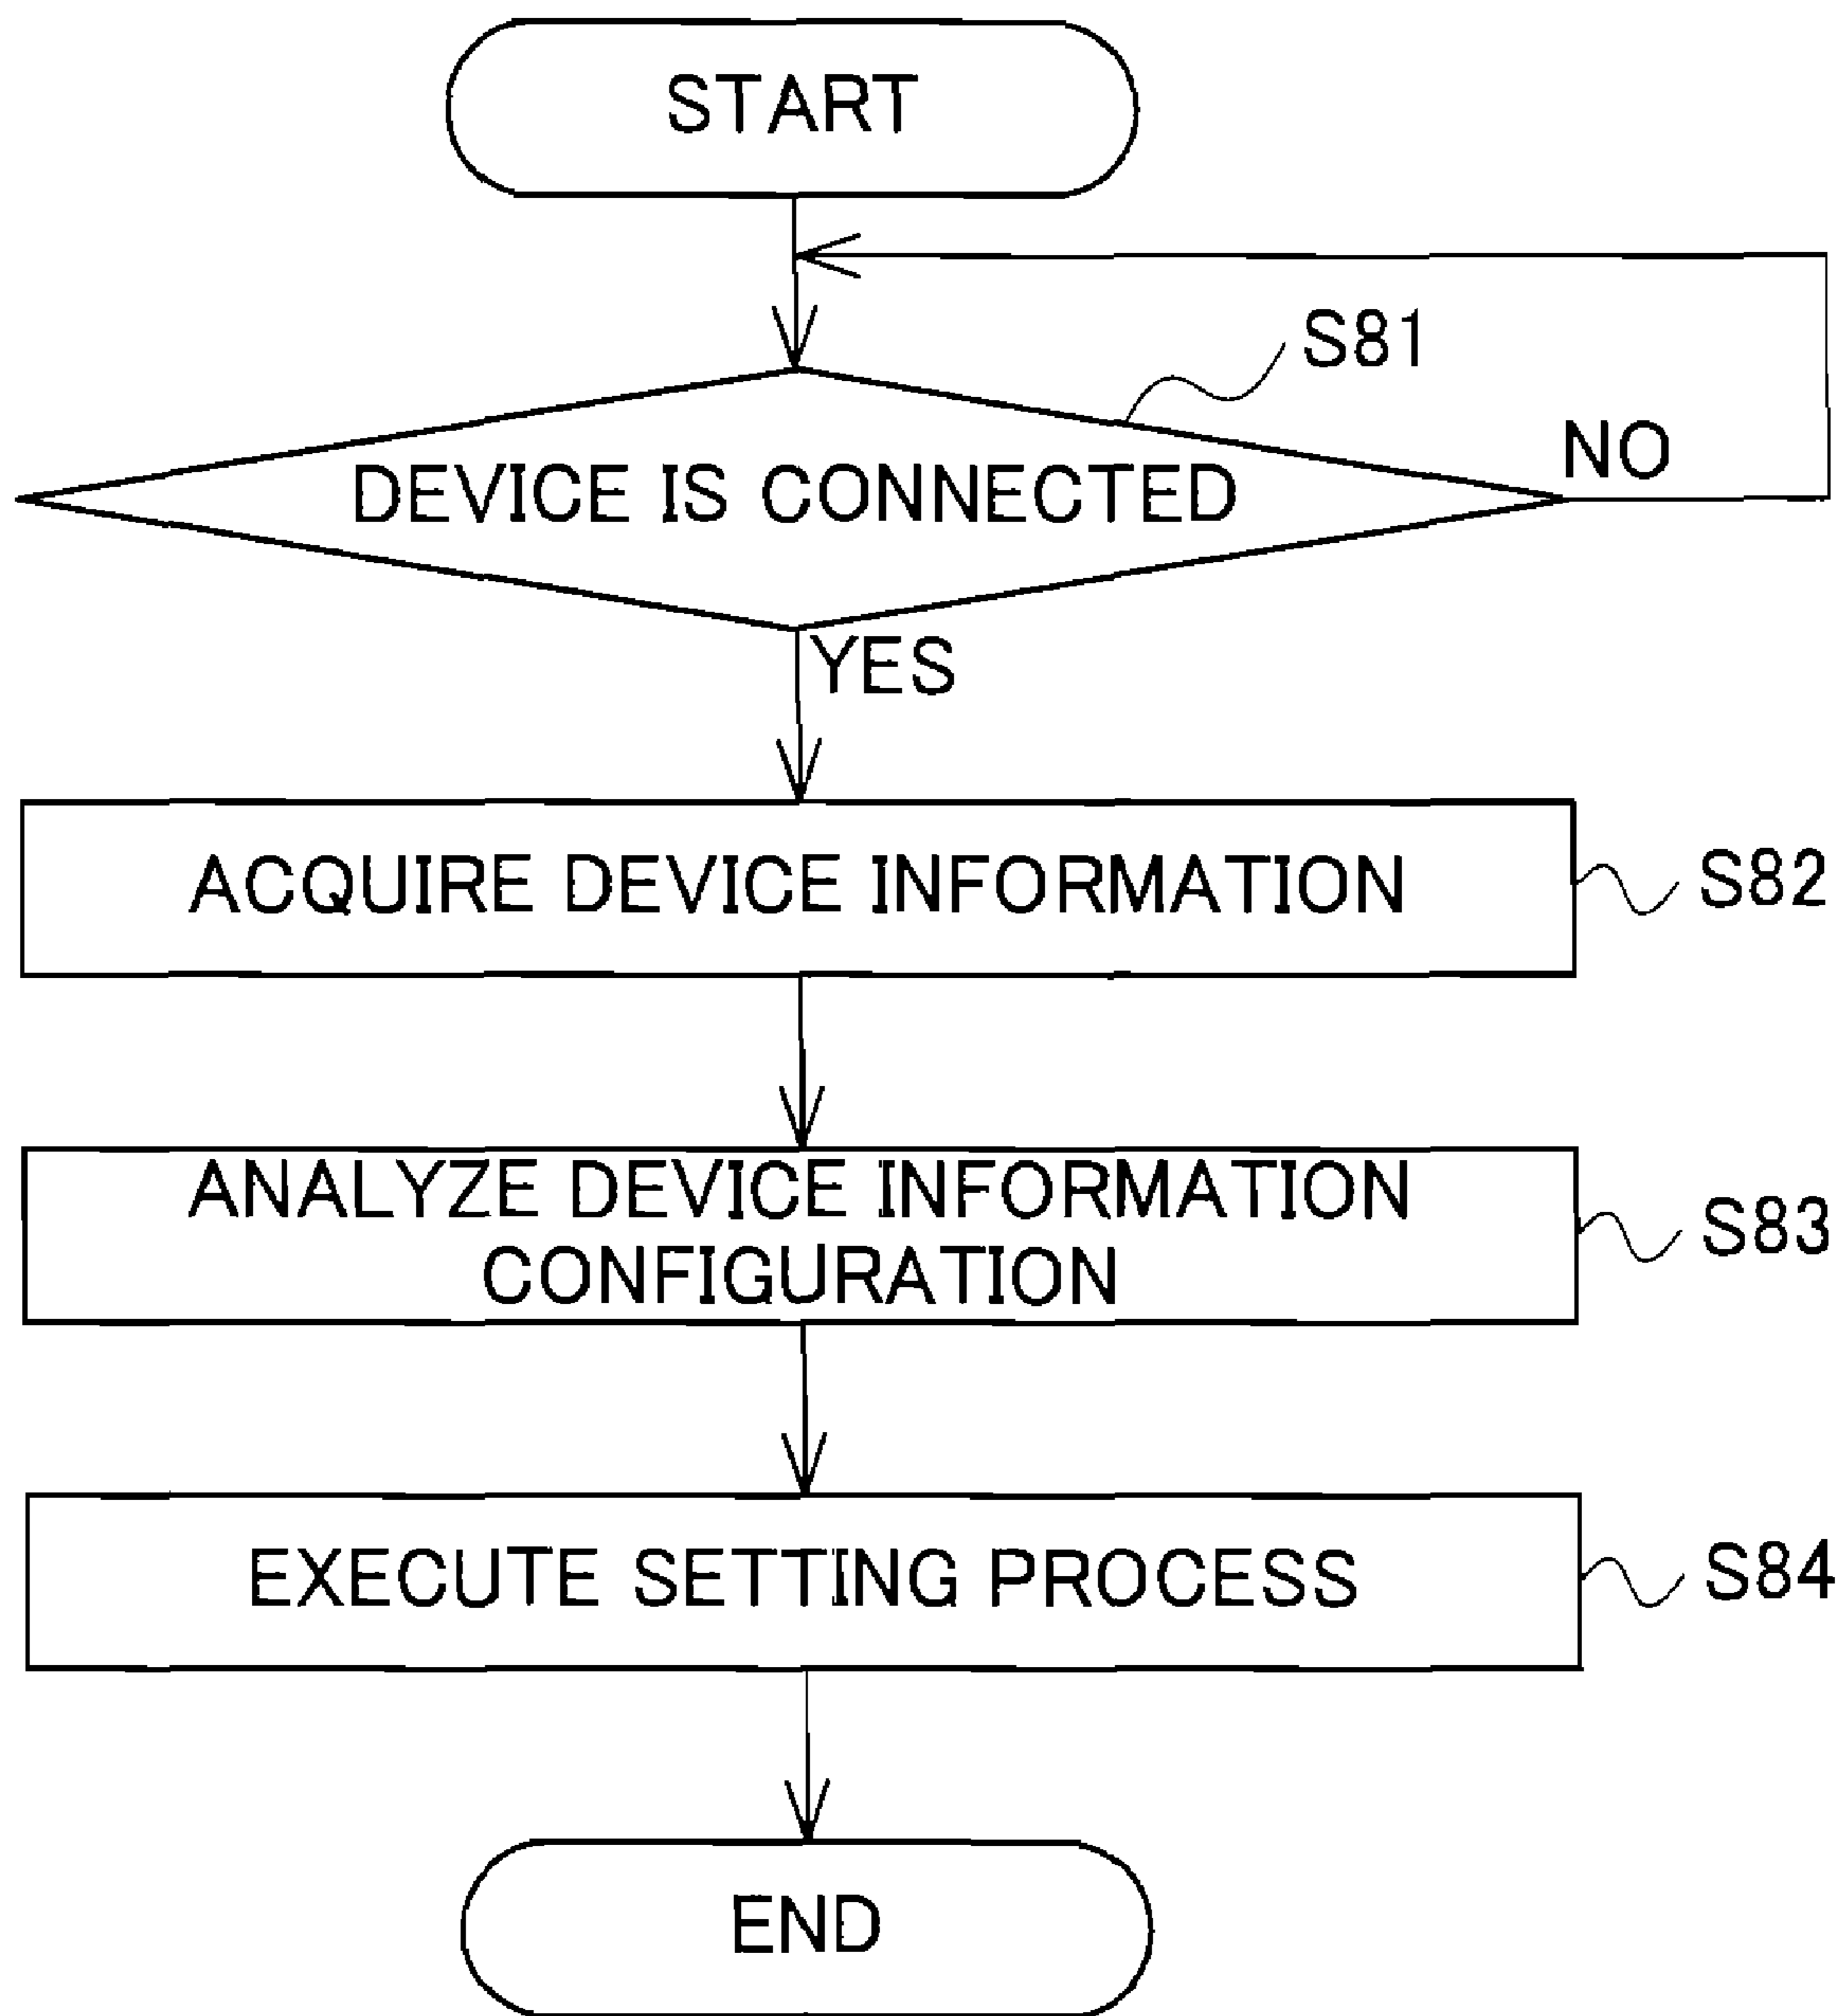 START
S81
NO
DEVICE IS CONNECTED
YES
ACQUIRE DEVICE INFORMATION
S82
ANALYZE DEVICE INFORMATION
CONFIGURATION
S83
EXECUTE SETTING PROCESS
S84
END